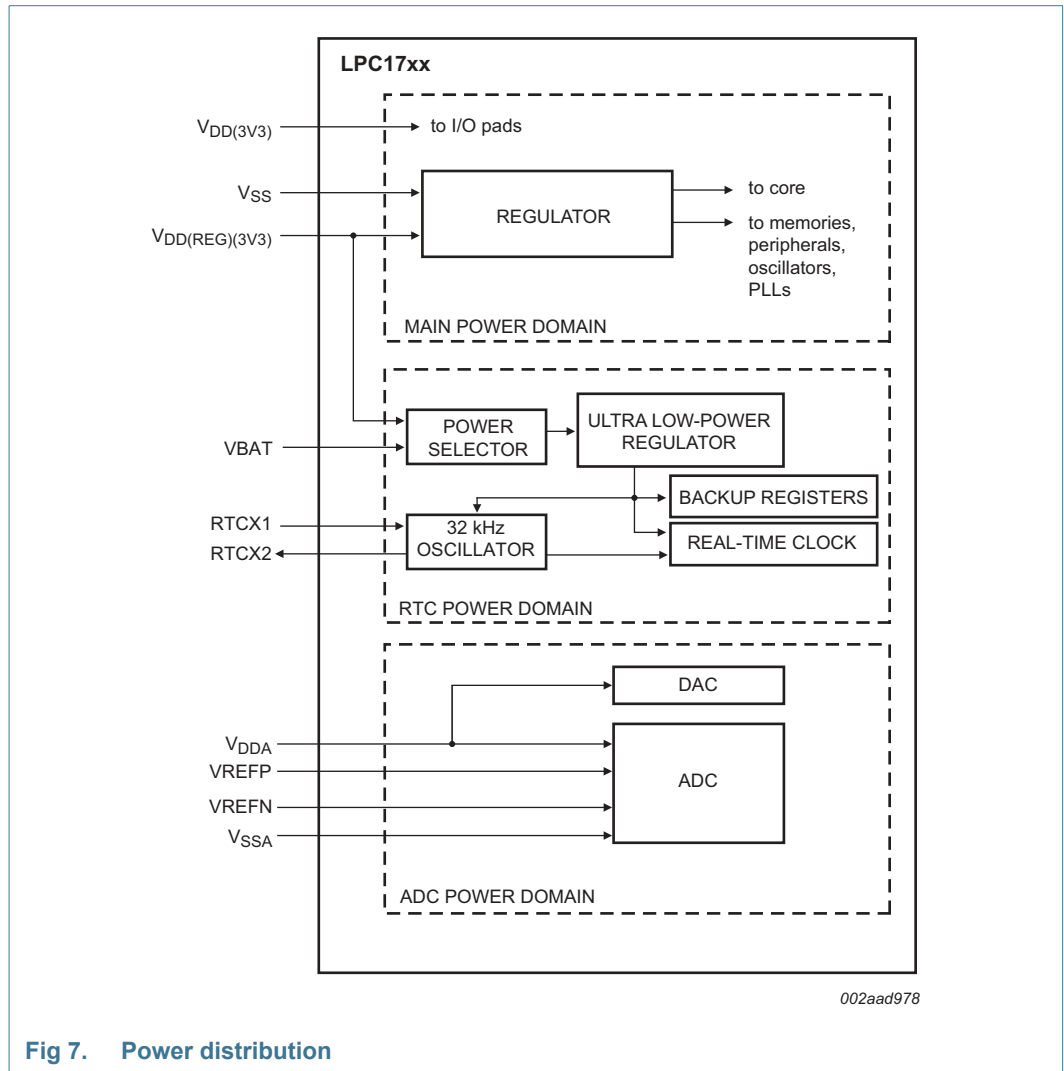 LPC17xx
VDD(3V3)
to I/O pads
VSS
REGULATOR
to core
VDD(REG)(3V3)
to memories,
peripherals,
oscillators,
PLLs
MAIN POWER DOMAIN
POWER
SELECTOR
ULTRA LOW-POWER
REGULATOR
VBAT
BACKUP REGISTERS
RTCX1
32 kHz
OSCILLATOR
REAL-TIME CLOCK
RTCX2
RTC POWER DOMAIN
DAC
VDDA
VREFP
ADC
VREFN
VSSA
ADC POWER DOMAIN
002aad978
Fig 7. Power distribution